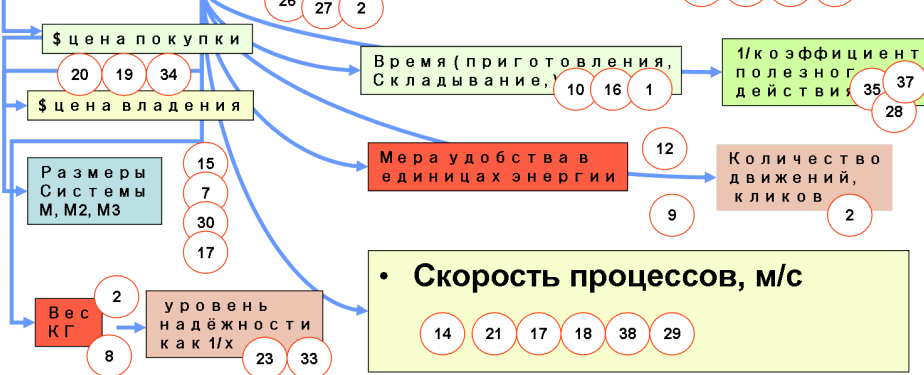 26 27 2
$ цена покупки
20 19 34
$ цена владения
Время ( приготовления,
Складывание,
10 16 1
1/коэффициент
полезног
действия
35 37
28
Размеры
Системы
М, М2, М3
15
7
30
17
Мера удобства в
единицах энергии
12
9
Количество
движений,
кликов
2
Вес
КГ
2
8
уровень
надёжности
как 1/х
23 33
• Скорость процессов, м/с
14 21 17 18 38 29